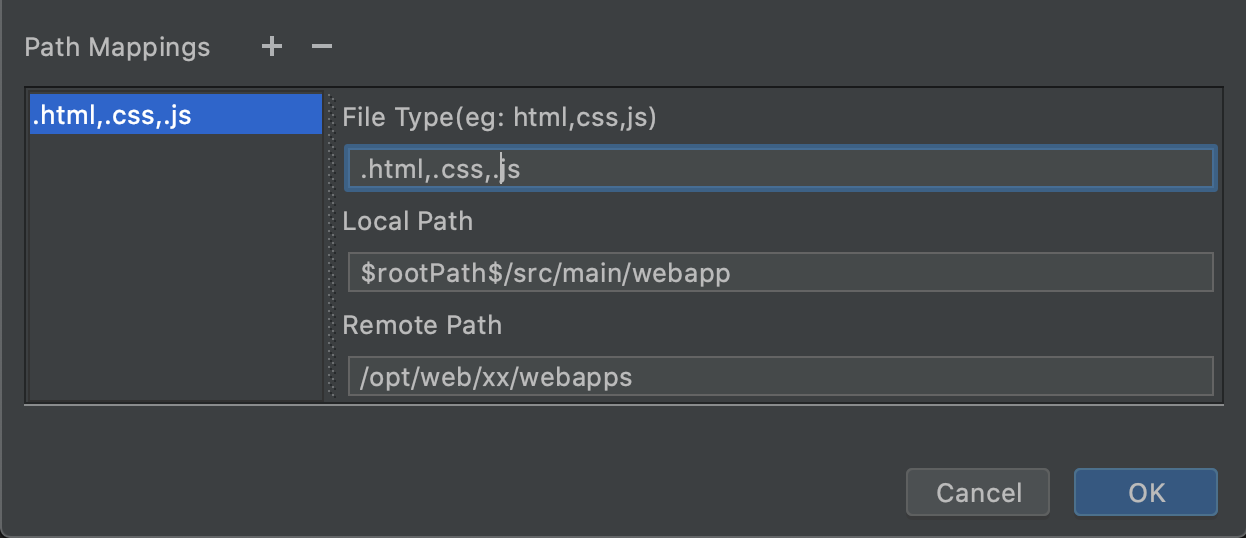 Path Mappings + −
.html,.css,.js
File Type(eg: html,css,js)
.html,.css,.js
Local Path
$rootPath$/src/main/webapp
Remote Path
/opt/web/xx/webapps
Cancel OK